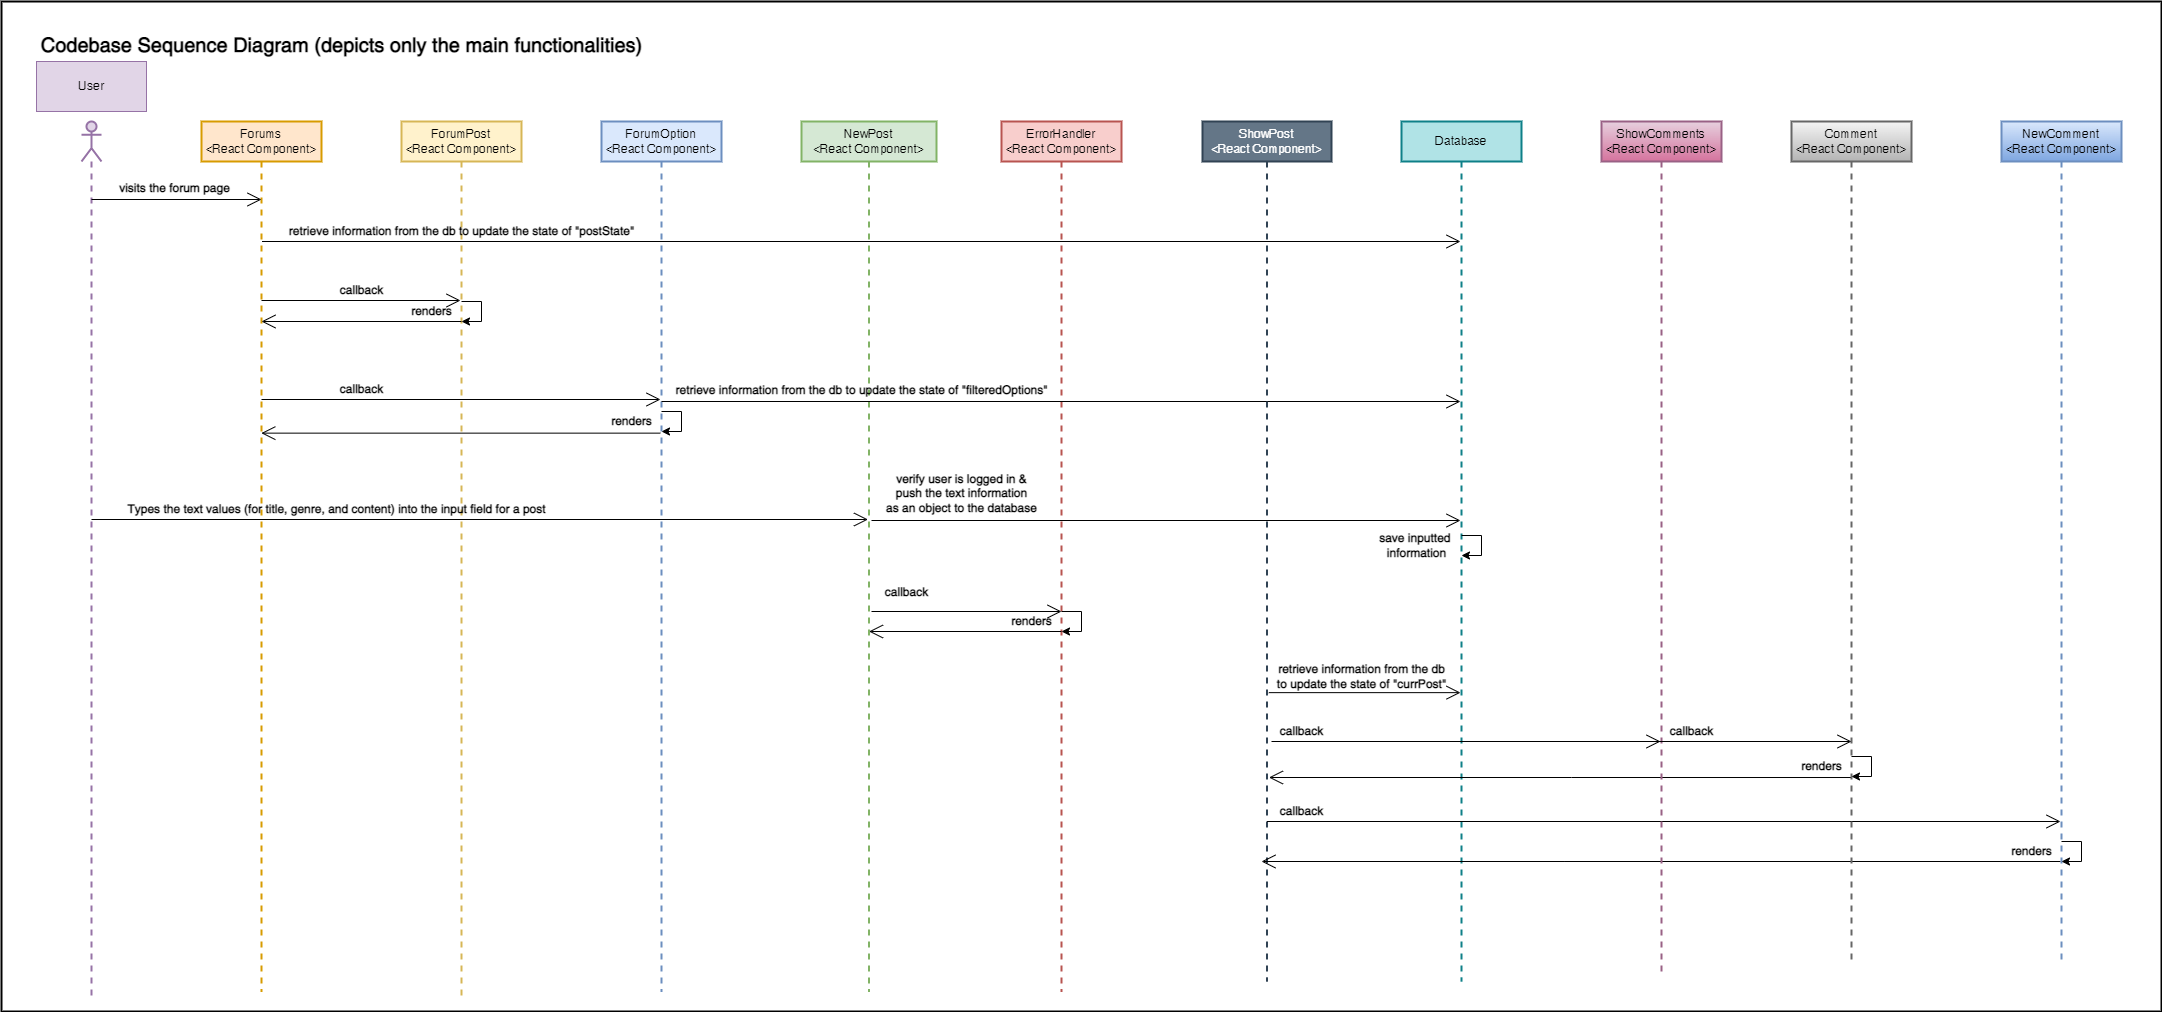 Codebase Sequence Diagram (depicts only the main functionalities)
User
Forums
<React Component>
ForumPost
<React Component>
ForumOption
<React Component>
NewPost
<React Component>
ErrorHandler
<React Component>
ShowPost
<React Component>
Database
ShowComments
<React Component>
Comment
<React Component>
NewComment
<React Component>
visits the forum page
retrieve information from the db to update the state of "postState"
callback
renders
callback
retrieve information from the db to update the state of "filteredOptions"
renders
verify user is logged in &
push the text information
as an object to the database
Types the text values (for title, genre, and content) into the input field for a post
save inputted
information
callback
renders
retrieve information from the db
to update the state of "currPost"
callback
callback
renders
callback
renders